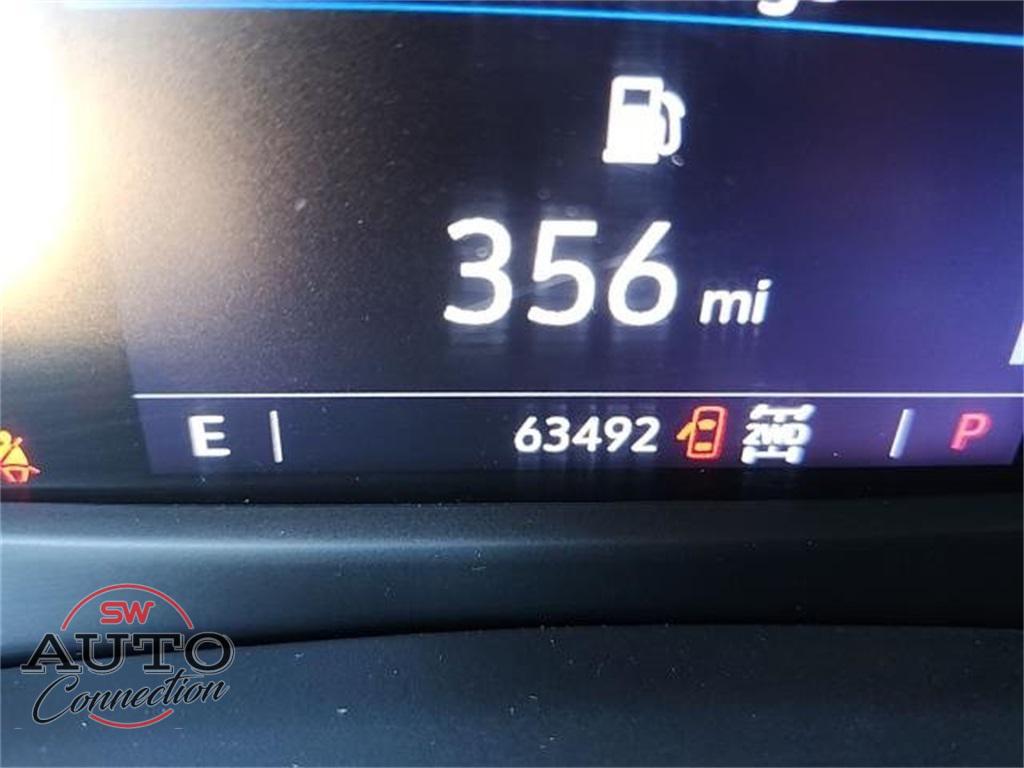 356 mi
E 63492 2WD P
SW
AUTO
Connection